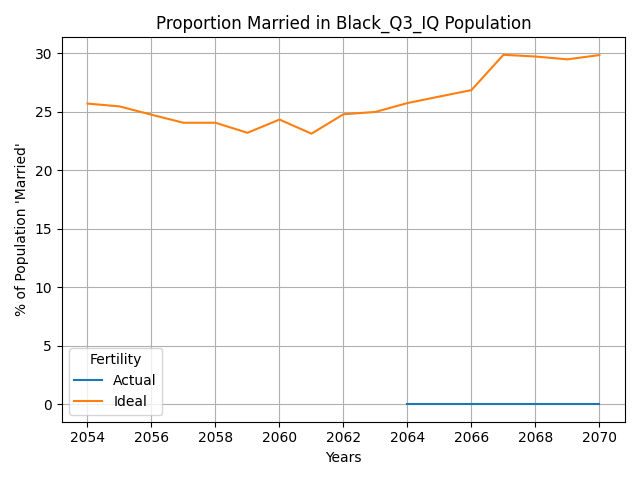 Proportion Married in Black_Q3_IQ Population
% of Population 'Married'
30
25
20
15
10
5
0
Fertility
Actual
Ideal
2054 2056 2058 2060 2062 2064 2066 2068 2070
Years